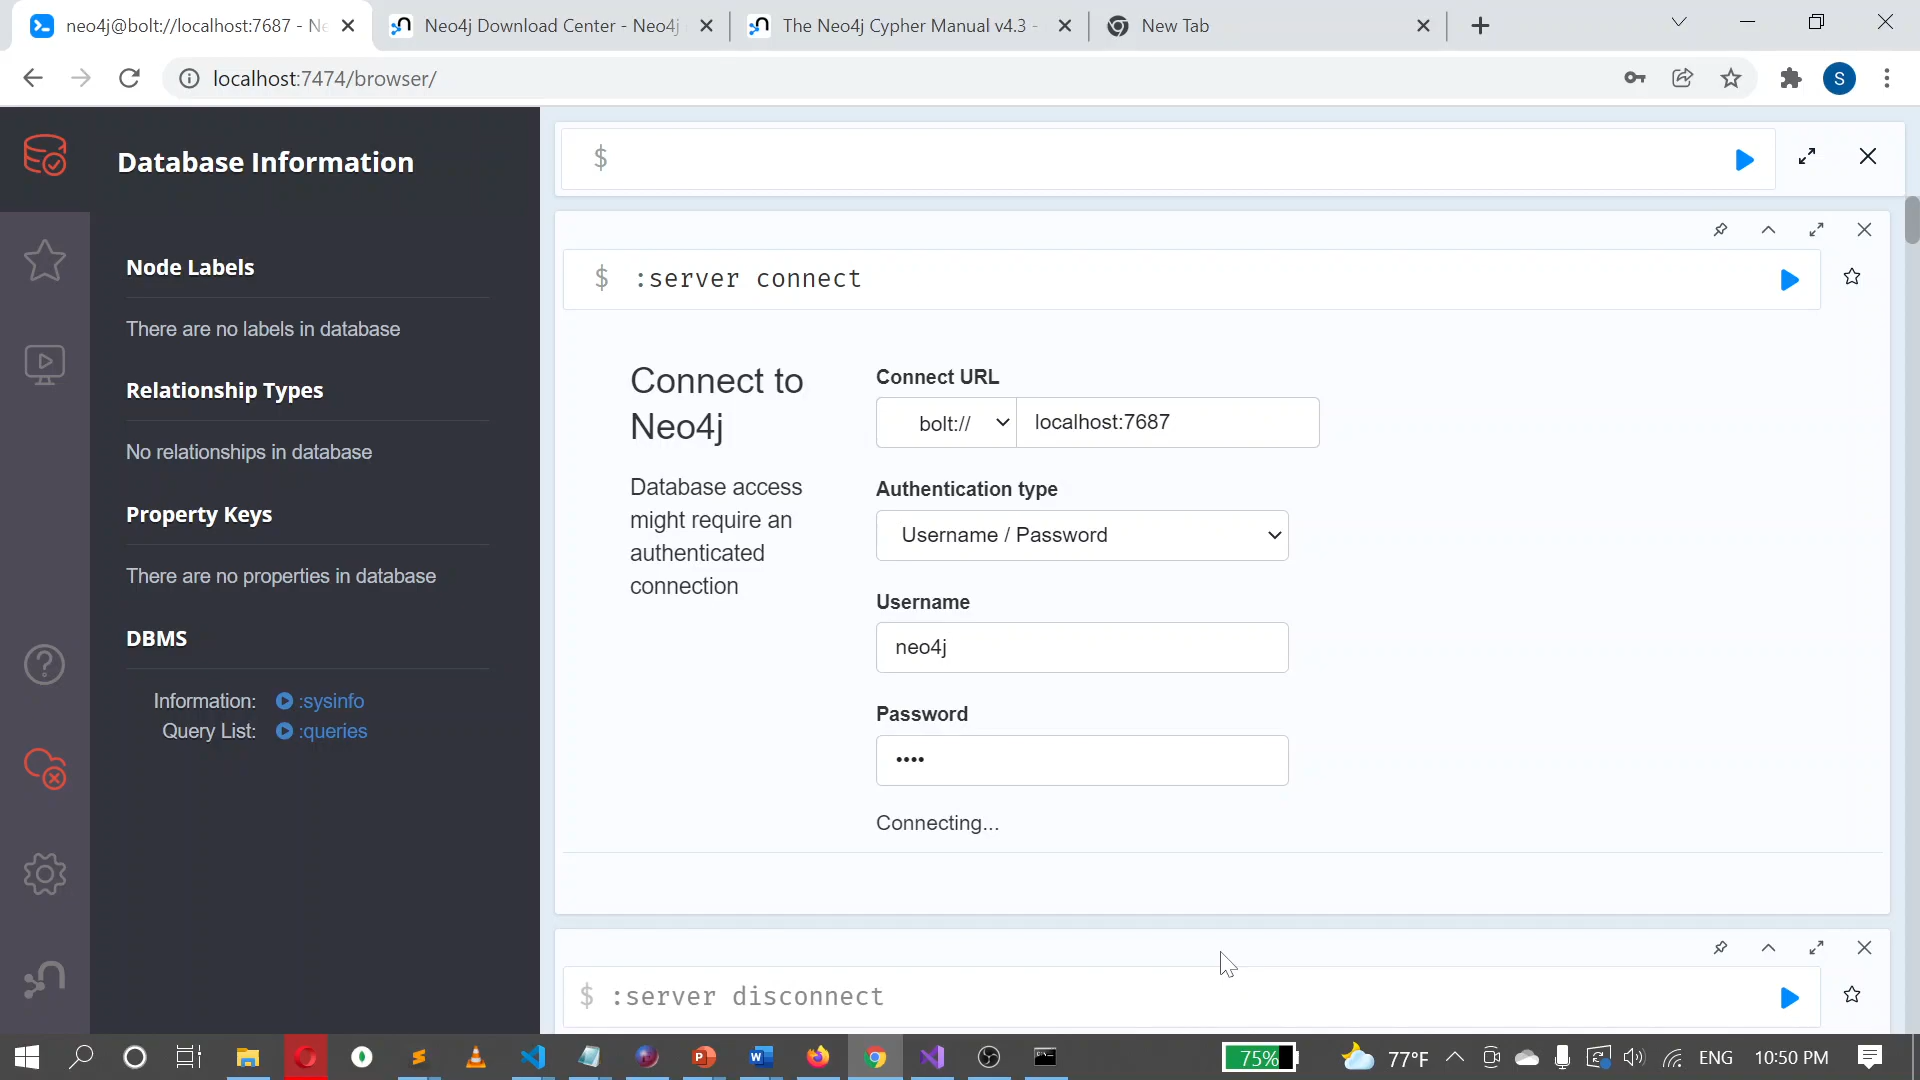 neo4j@bolt://localhost:7687 - Ne
Neo4j Download Center - Neo4j
The Neo4j Cypher Manual v4.3 -
New Tab
localhost:7474/browser/
S
Database Information
Node Labels
There are no labels in database
Relationship Types
No relationships in database
Property Keys
There are no properties in database
DBMS
Information: :sysinfo
Query List: :queries
$
$ :server connect
Connect to
Neo4j
Database access
might require an
authenticated
connection
Connect URL
bolt:// localhost:7687
Authentication type
Username / Password
Username
neo4j
Password
••••
Connecting...
$ :server disconnect
75%
77°F
ENG
10:50 PM